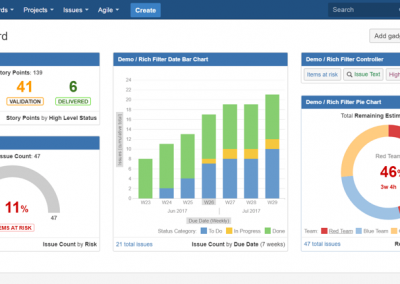 rds Projects Issues Agile Create Search
rd
Add gadg
Story Points: 139
41 6
VALIDATION DELIVERED
Story Points by High Level Status
Issue Count: 47
11%
EMS AT RISK
47
Issue Count by Risk
Demo / Rich Filter Date Bar Chart
24
22
20
18
16
14
12
10
8
6
4
2
0
W23 W24 W25 W26 W27 W28 W29
Jun 2017 Jul 2017
Due Date (Weekly)
Status Category: To Do In Progress Done
21 total issues Issue Count by Due Date (7 weeks)
Demo / Rich Filter Controller
Items at risk Issue Text High
Demo / Rich Filter Pie Chart
Total Remaining Estim
Red Team
46%
3w 4h
Team: Red Team Blue Team
47 total issues R